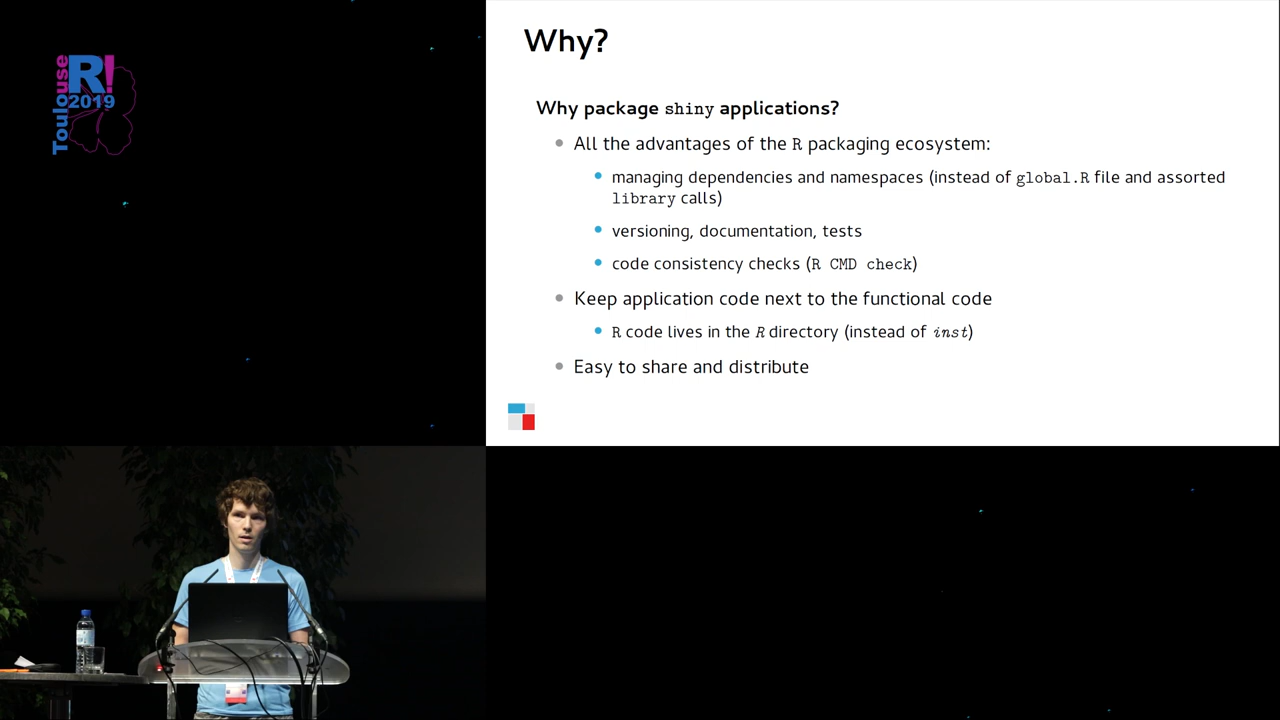 Toulouse
R!
2019
Why?
Why package shiny applications?
All the advantages of the R packaging ecosystem:
managing dependencies and namespaces (instead of global.R file and assorted
library calls)
versioning, documentation, tests
code consistency checks (R CMD check)
Keep application code next to the functional code
R code lives in the R directory (instead of inst)
Easy to share and distribute